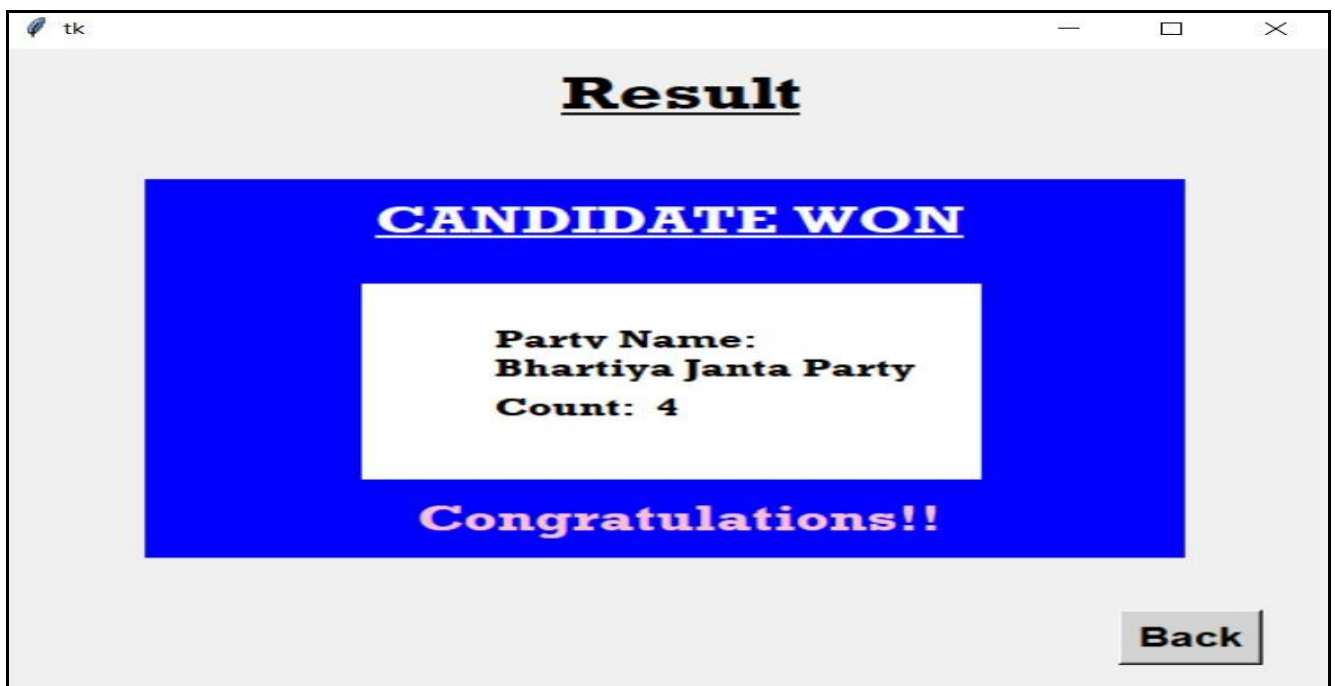 tk
Result
CANDIDATE WON
Party Name:
Bhartiya Janta Party
Count: 4
Congratulations!!
Back